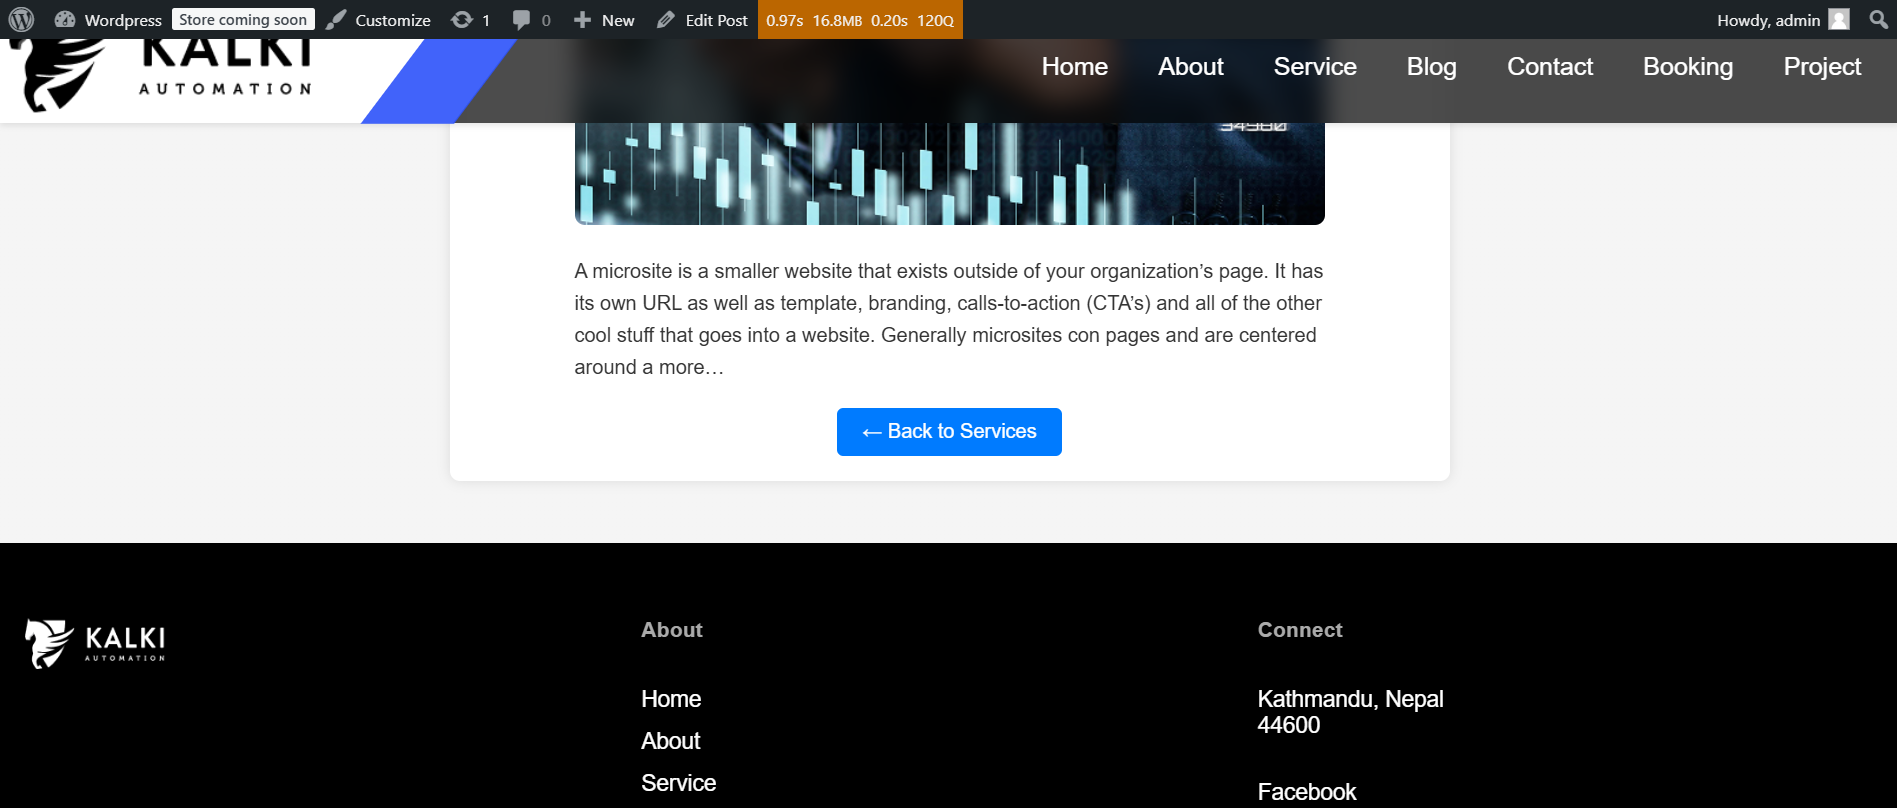 Wordpress Store coming soon Customize 1 0 New Edit Post 0.97s 16.8MB 0.20s 120Q Howdy, admin
KALKI
AUTOMATION
Home About Service Blog Contact Booking Project
34980
A microsite is a smaller website that exists outside of your organization’s page. It has
its own URL as well as template, branding, calls-to-action (CTA’s) and all of the other
cool stuff that goes into a website. Generally microsites con pages and are centered
around a more…
← Back to Services
KALKI
AUTOMATION
About
Home
About
Service
Connect
Kathmandu, Nepal
44600
Facebook